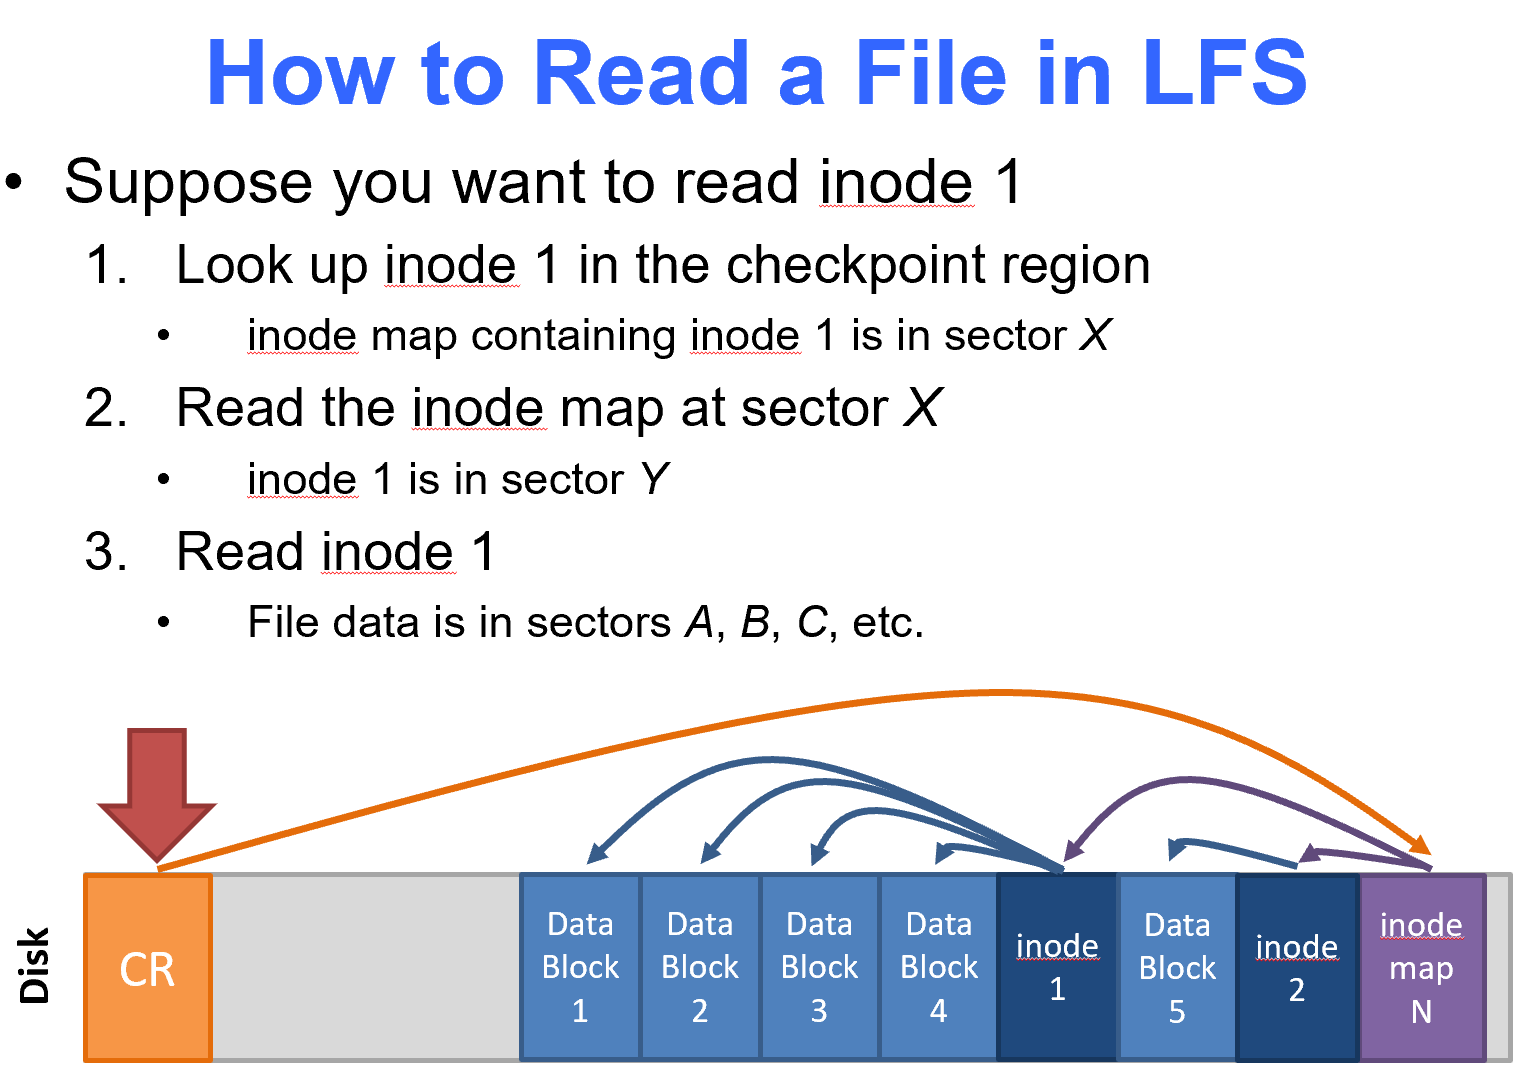 How to Read a File in LFS
• Suppose you want to read inode 1
1. Look up inode 1 in the checkpoint region
• inode map containing inode 1 is in sector X
2. Read the inode map at sector X
• inode 1 is in sector Y
3. Read inode 1
• File data is in sectors A, B, C, etc.
Disk
CR
Data
Block
1
Data
Block
2
Data
Block
3
Data
Block
4
inode
1
Data
Block
5
inode
2
inode
map
N